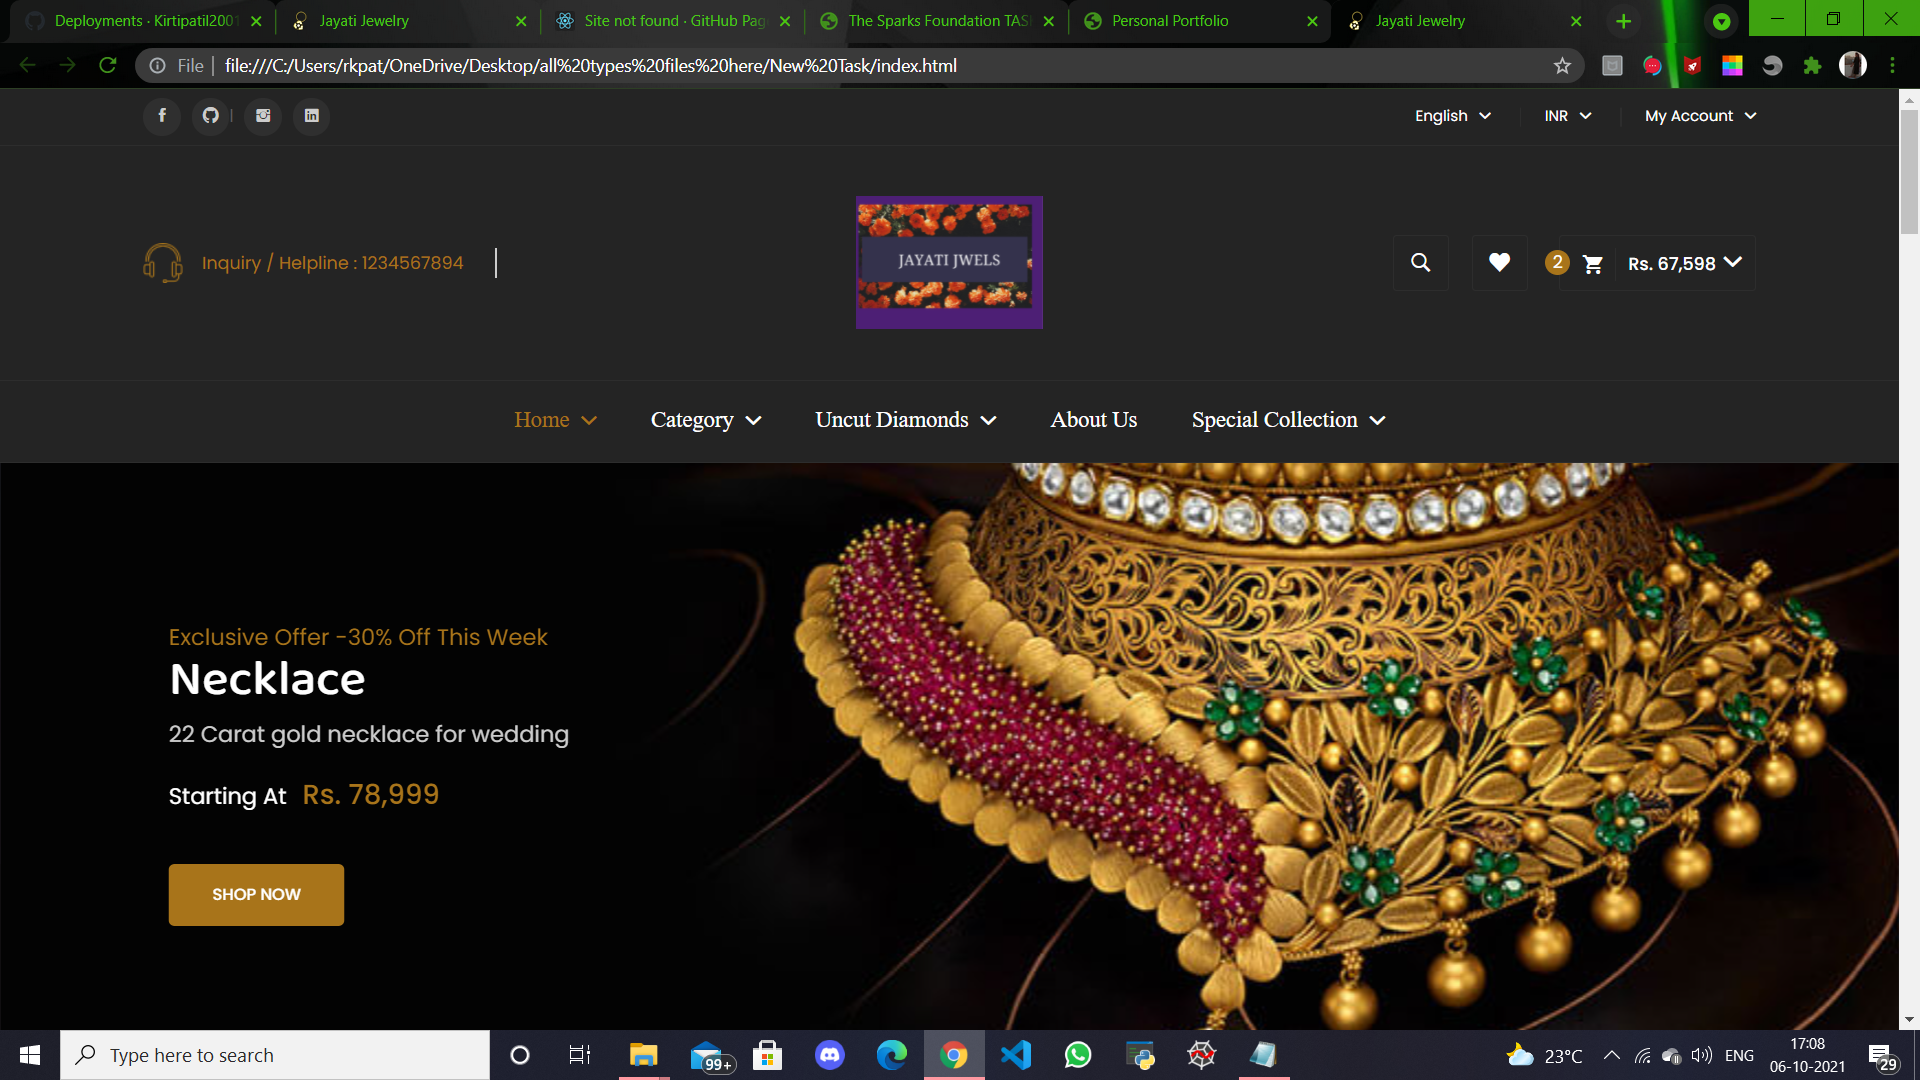 Deployments · Kirtipatil2001
Jayati Jewelry
Site not found · GitHub Pag
The Sparks Foundation TAS
Personal Portfolio
Jayati Jewelry
File
file:///C:/Users/rkpat/OneDrive/Desktop/all%20types%20files%20here/New%20Task/index.html
English
INR
My Account
Inquiry / Helpline : 1234567894
JAYATI JWELS
2
Rs. 67,598
Home
Category
Uncut Diamonds
About Us
Special Collection
Exclusive Offer -30% Off This Week
Necklace
22 Carat gold necklace for wedding
Starting At Rs. 78,999
SHOP NOW
Type here to search
99+
23°C
ENG
17:08
06-10-2021
29